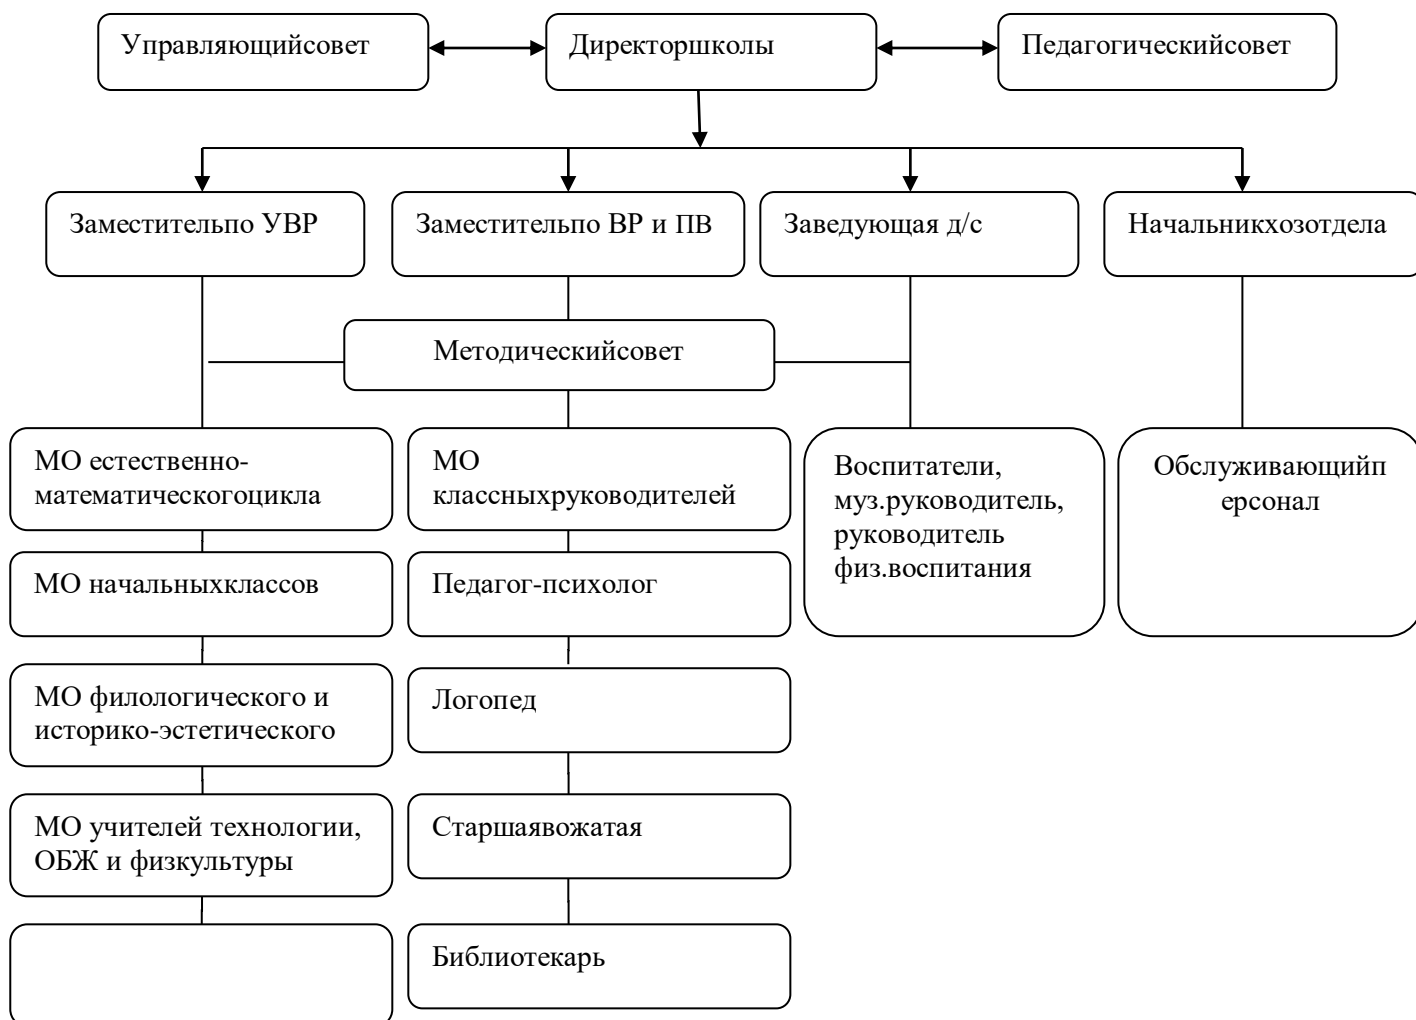 Управляющийсовет
Директоршколы
Педагогическийсовет
Заместительпо УВР
Заместительпо ВР и ПВ
Заведующая д/с
Начальникхозотдела
Методическийсовет
МО естественно-
математическогоцикла
МО
классныхруководителей
Воспитатели,
муз.руководитель,
руководитель
физ.воспитания
Обслуживающийп
ерсонал
МО начальныхклассов
Педагог-психолог
МО филологического и
историко-эстетического
Логопед
МО учителей технологии,
ОБЖ и физкультуры
Старшаявожатая
Библиотекарь